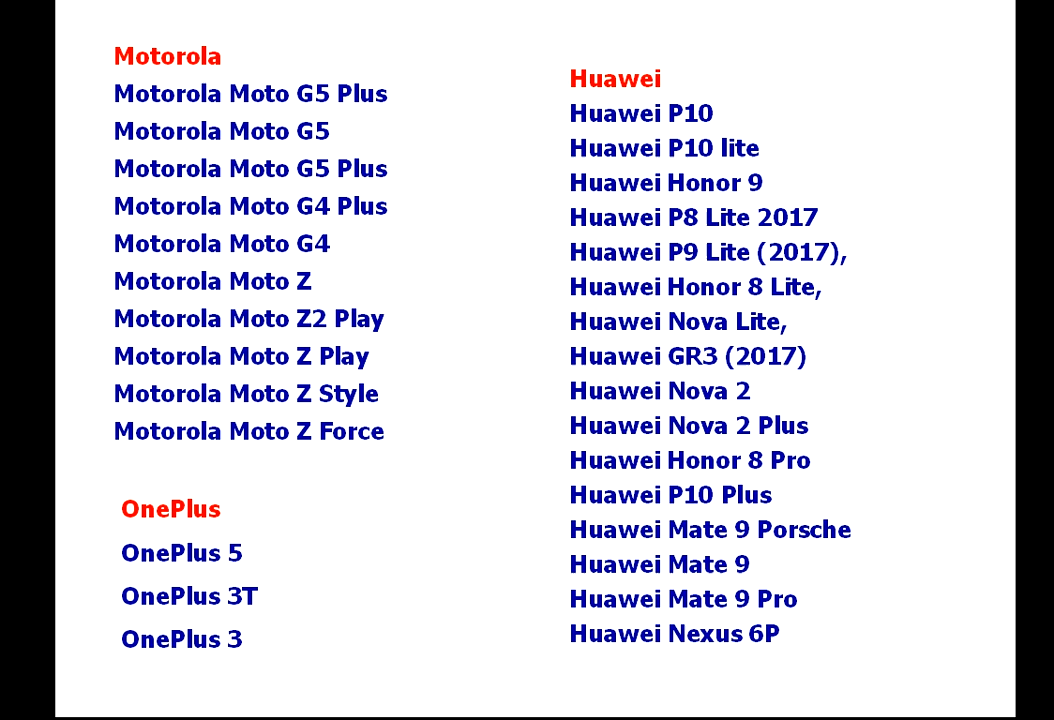 Motorola
Motorola Moto G5 Plus
Motorola Moto G5
Motorola Moto G5 Plus
Motorola Moto G4 Plus
Motorola Moto G4
Motorola Moto Z
Motorola Moto Z2 Play
Motorola Moto Z Play
Motorola Moto Z Style
Motorola Moto Z Force
OnePlus
OnePlus 5
OnePlus 3T
OnePlus 3
Huawei
Huawei P10
Huawei P10 lite
Huawei Honor 9
Huawei P8 Lite 2017
Huawei P9 Lite (2017),
Huawei Honor 8 Lite,
Huawei Nova Lite,
Huawei GR3 (2017)
Huawei Nova 2
Huawei Nova 2 Plus
Huawei Honor 8 Pro
Huawei P10 Plus
Huawei Mate 9 Porsche
Huawei Mate 9
Huawei Mate 9 Pro
Huawei Nexus 6P